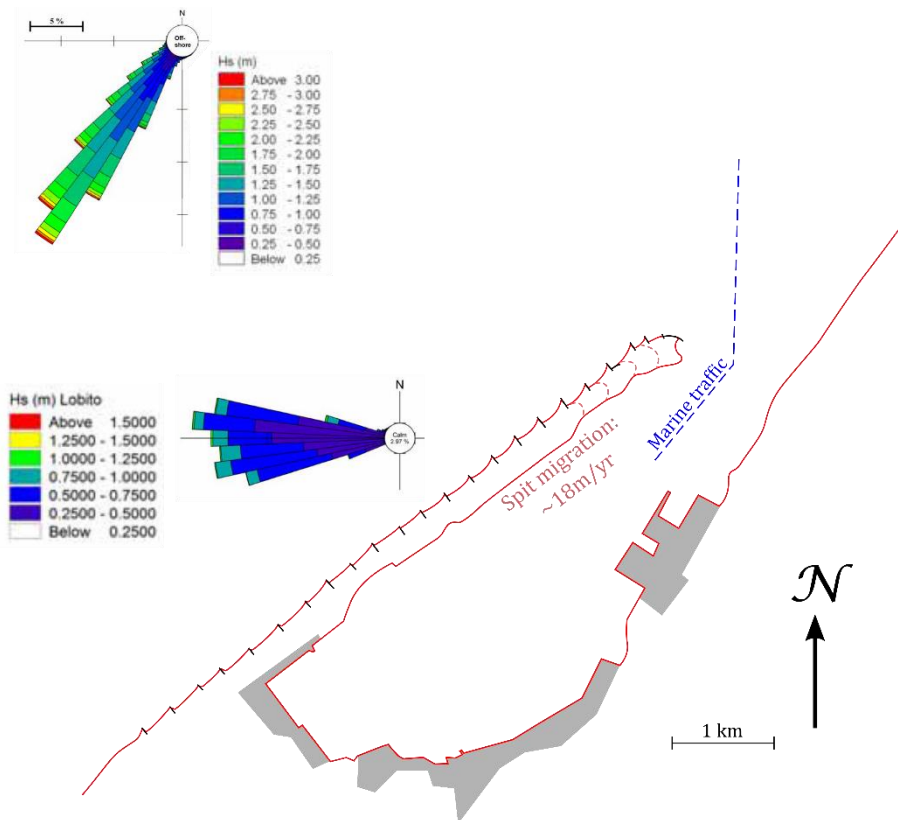 5 %
N
Off-
shore
Hs (m)
Above 3.00
2.75 - 3.00
2.50 - 2.75
2.25 - 2.50
2.00 - 2.25
1.75 - 2.00
1.50 - 1.75
1.25 - 1.50
1.00 - 1.25
0.75 - 1.00
0.50 - 0.75
0.25 - 0.50
Below 0.25
Marine traffic
Hs (m) Lobito
Above 1.5000
1.2500 - 1.5000
1.0000 - 1.2500
0.7500 - 1.0000
0.5000 - 0.7500
0.2500 - 0.5000
Below 0.2500
N
Calm
2.97 %
Spit migration:
~18m/yr
N
1 km